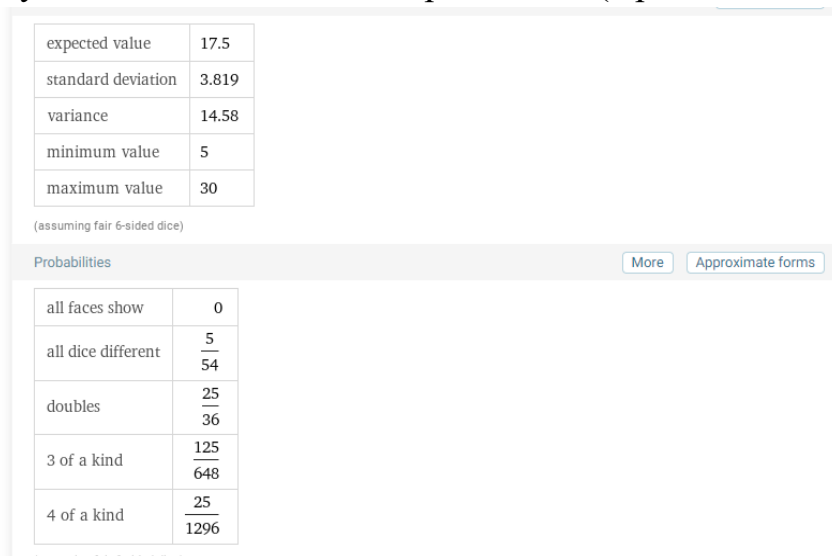 expected value 17.5
standard deviation 3.819
variance 14.58
minimum value 5
maximum value 30
(assuming fair 6-sided dice)
Probabilities More Approximate forms
all faces show 0
all dice different 5/54
doubles 25/36
3 of a kind 125/648
4 of a kind 25/1296